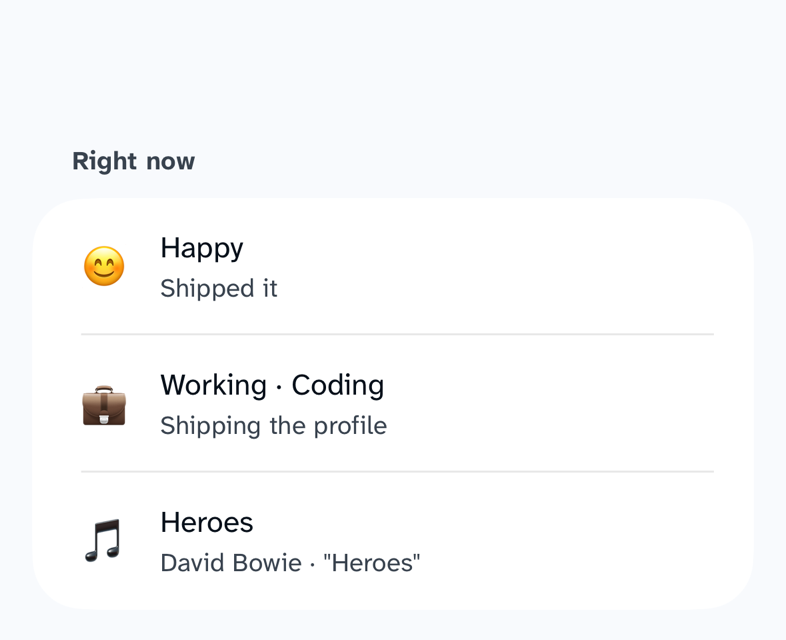 Right now
Happy
Shipped it
Working · Coding
Shipping the profile
Heroes
David Bowie · "Heroes"